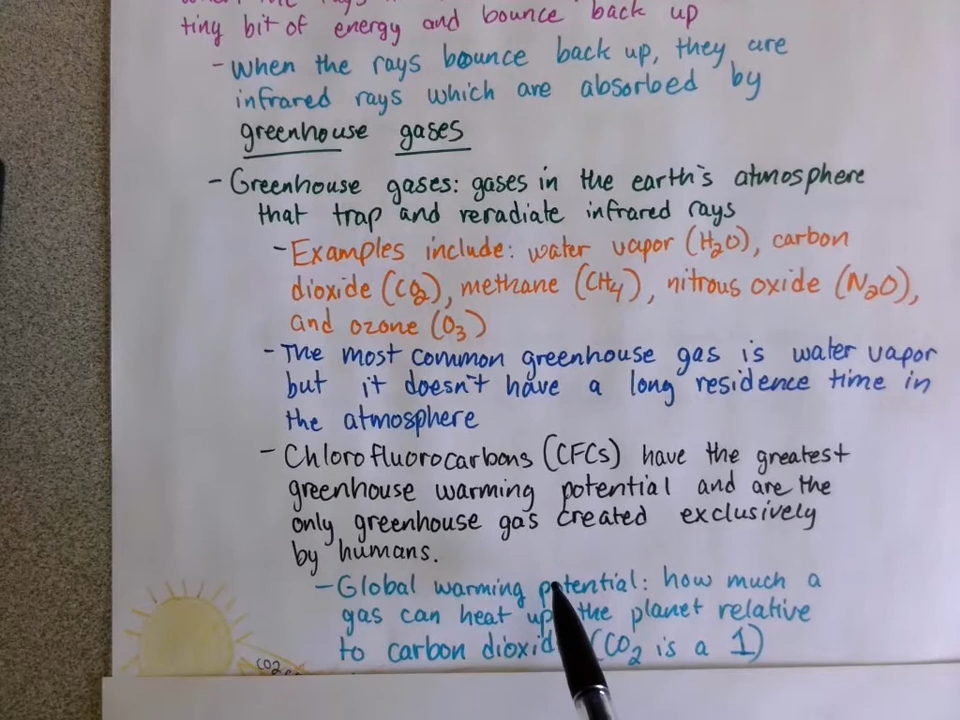 tiny bit of energy and bounce back up
- When the rays bounce back up, they are
infrared rays which are absorbed by
greenhouse gases
- Greenhouse gases: gases in the earth's atmosphere
that trap and reradiate infrared rays
- Examples include: water vapor (H2O), carbon
dioxide (CO2), methane (CH4), nitrous oxide (N2O),
and ozone (O3)
- The most common greenhouse gas is water vapor
but it doesn't have a long residence time in
the atmosphere
- Chlorofluorocarbons (CFCs) have the greatest
greenhouse warming potential and are the
only greenhouse gas created exclusively
by humans.
- Global warming potential: how much a
gas can heat up the planet relative
to carbon dioxid (CO2 is a 1)
CO2